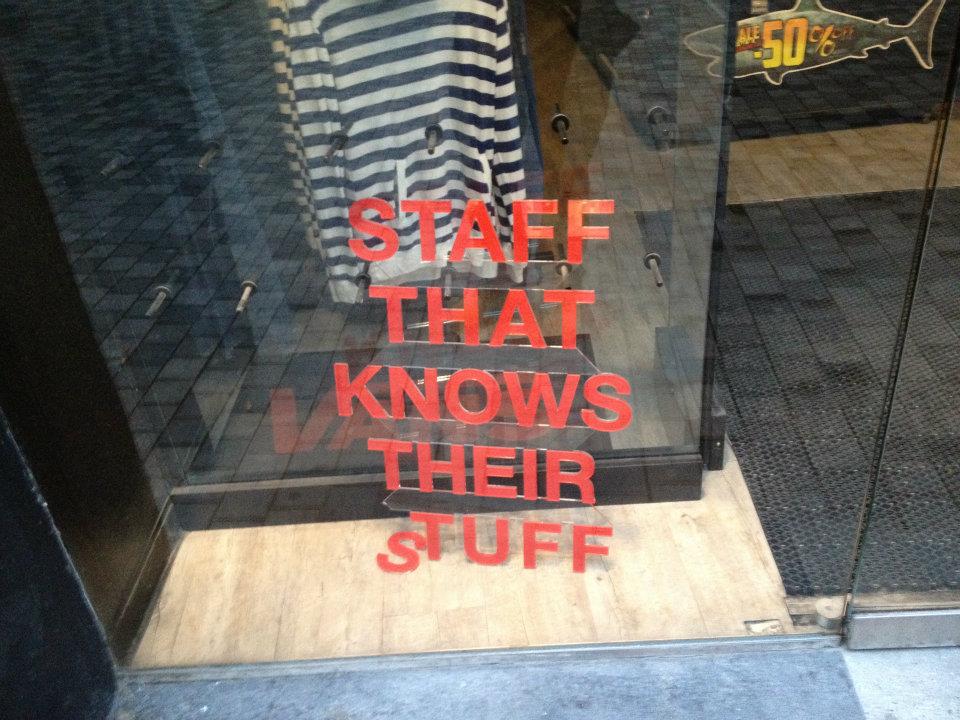 -50%
STAFF
THAT
KNOWS
THEIR
STUFF